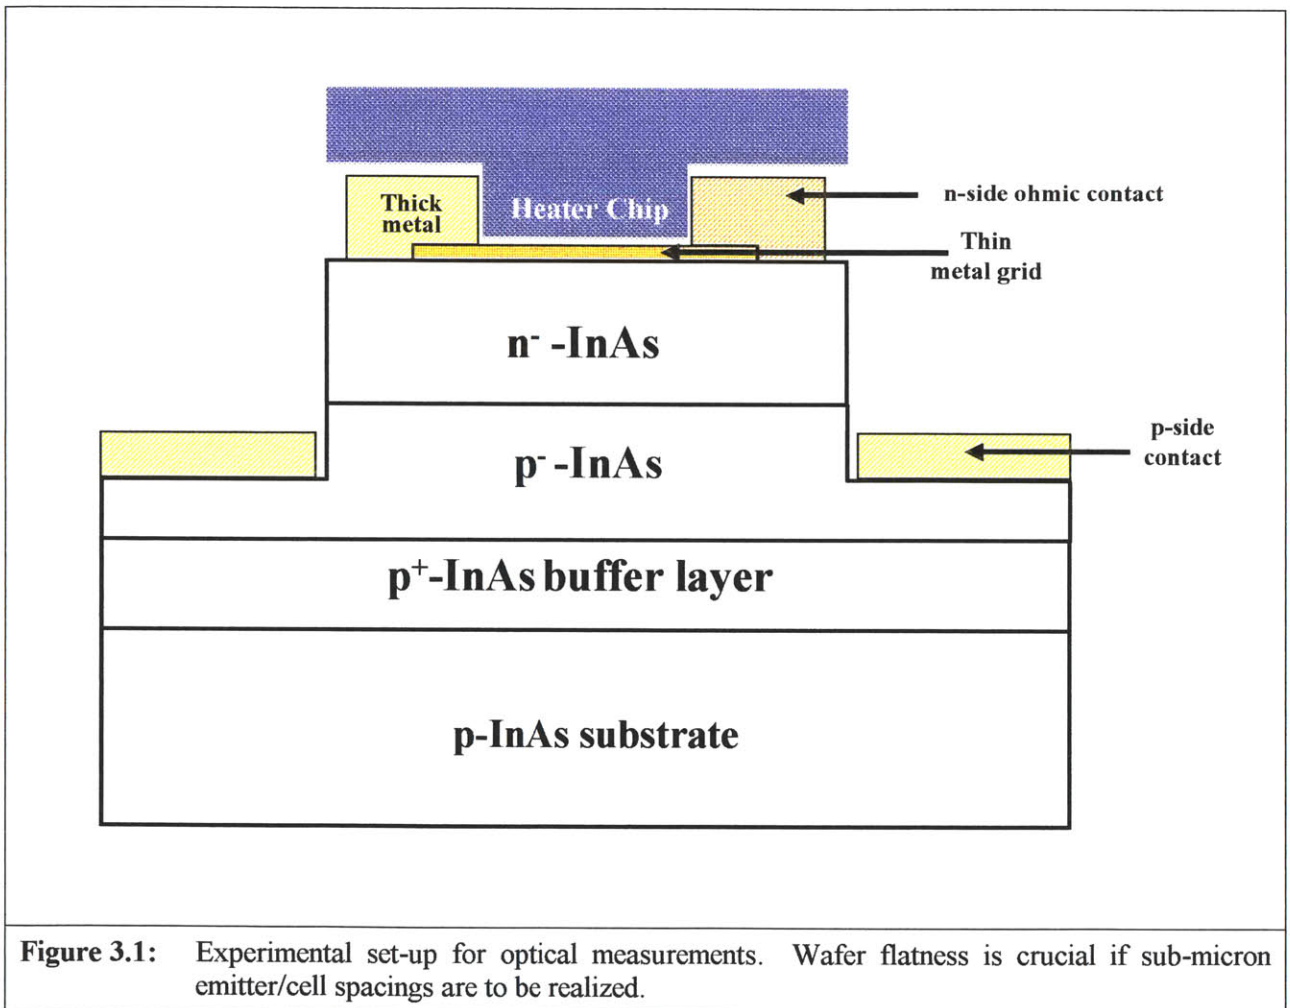 Thick
metal
Heater Chip
n-side ohmic contact
Thin
metal grid
n⁻ -InAs
p⁻ -InAs
p-side
contact
p⁺-InAs buffer layer
p-InAs substrate
Figure 3.1: Experimental set-up for optical measurements. Wafer flatness is crucial if sub-micron
emitter/cell spacings are to be realized.